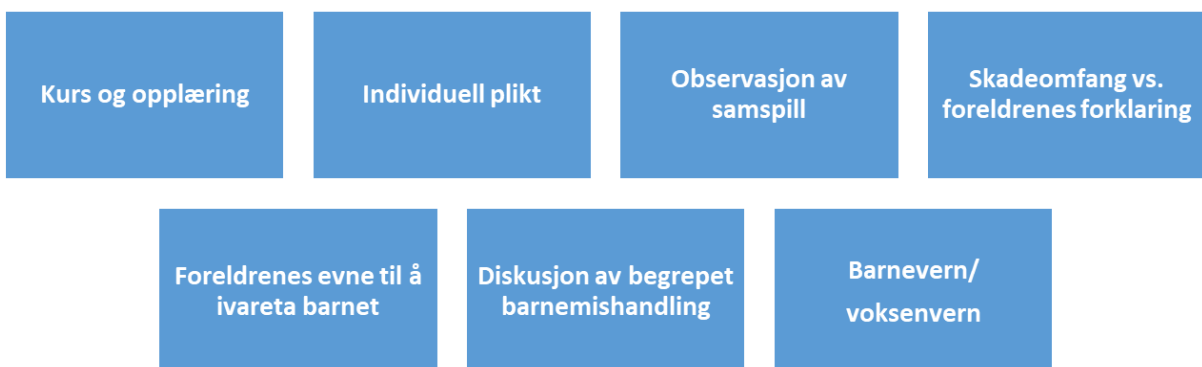 Kurs og opplæring
Individuell plikt
Observasjon av
samspill
Skadeomfang vs.
foreldrenes forklaring
Foreldrenes evne til å
ivareta barnet
Diskusjon av begrepet
barnemishandling
Barnevern/
voksenvern